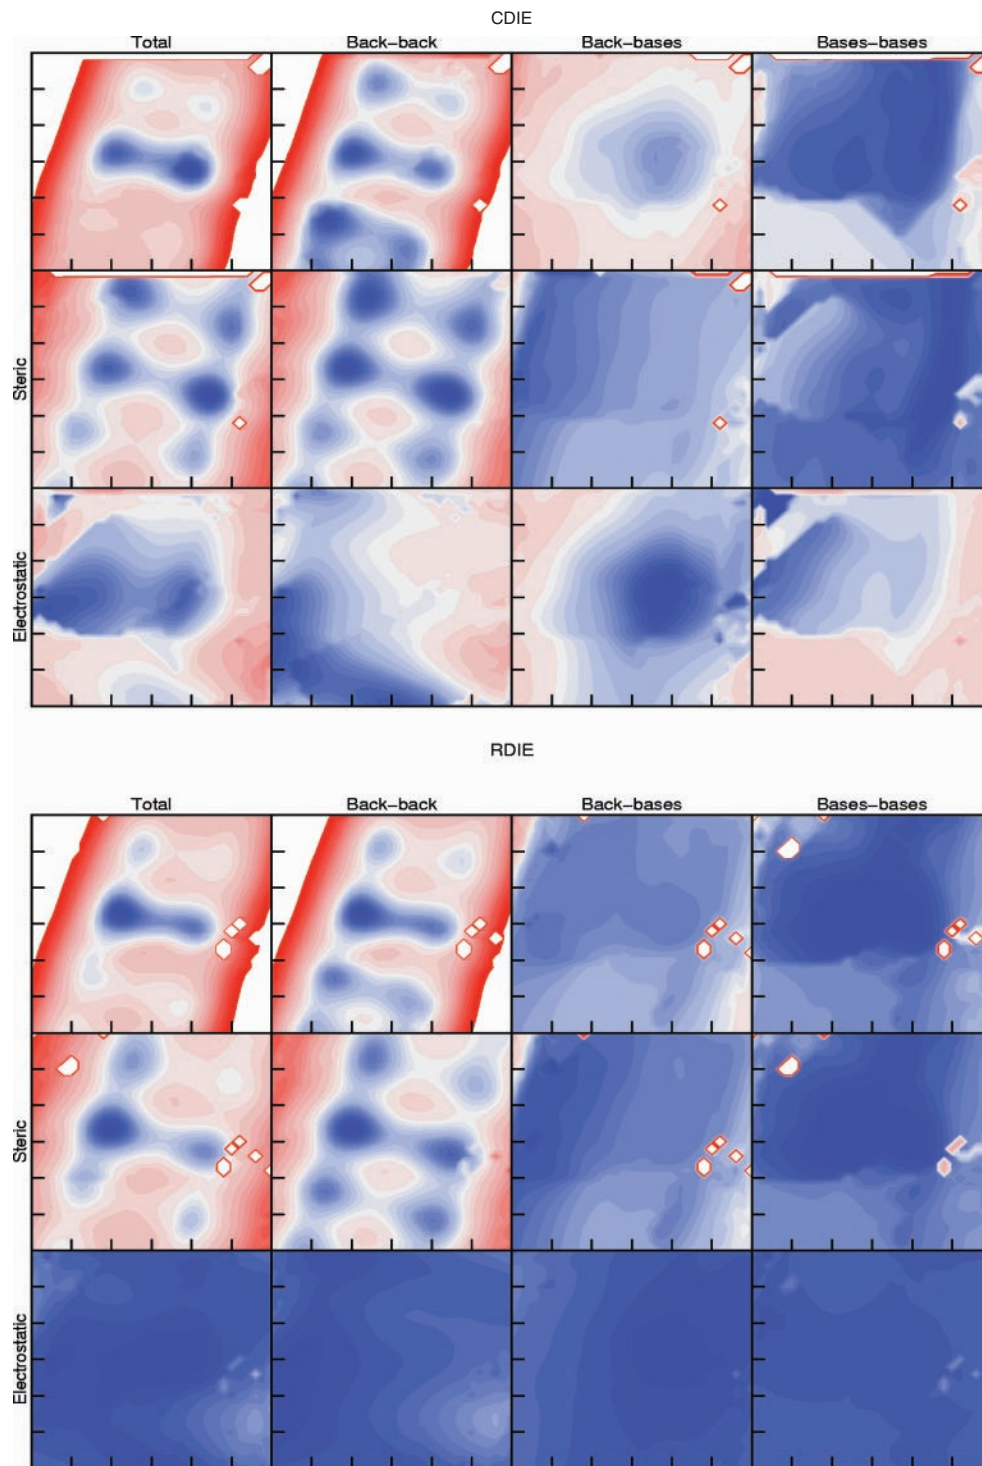 CDIE
Total Back-back Back-bases Bases-bases
Steric
Electrostatic
RDIE
Total Back-back Back-bases Bases-bases
Steric
Electrostatic